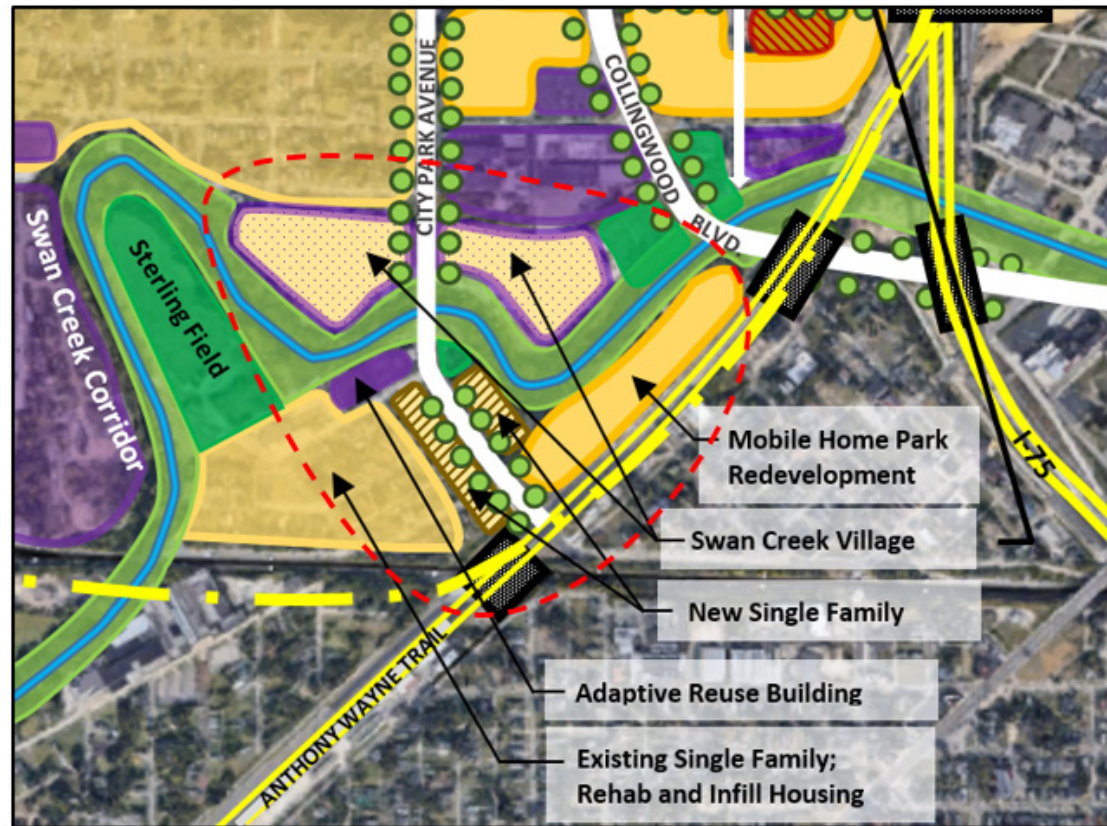 CITY PARK AVENUE
COLLINGWOOD
BLVD
Swan Creek Corridor
Sterling Field
I-75
Mobile Home Park
Redevelopment
Swan Creek Village
New Single Family
Adaptive Reuse Building
Existing Single Family;
Rehab and Infill Housing
ANTHONY WAYNE TRAIL